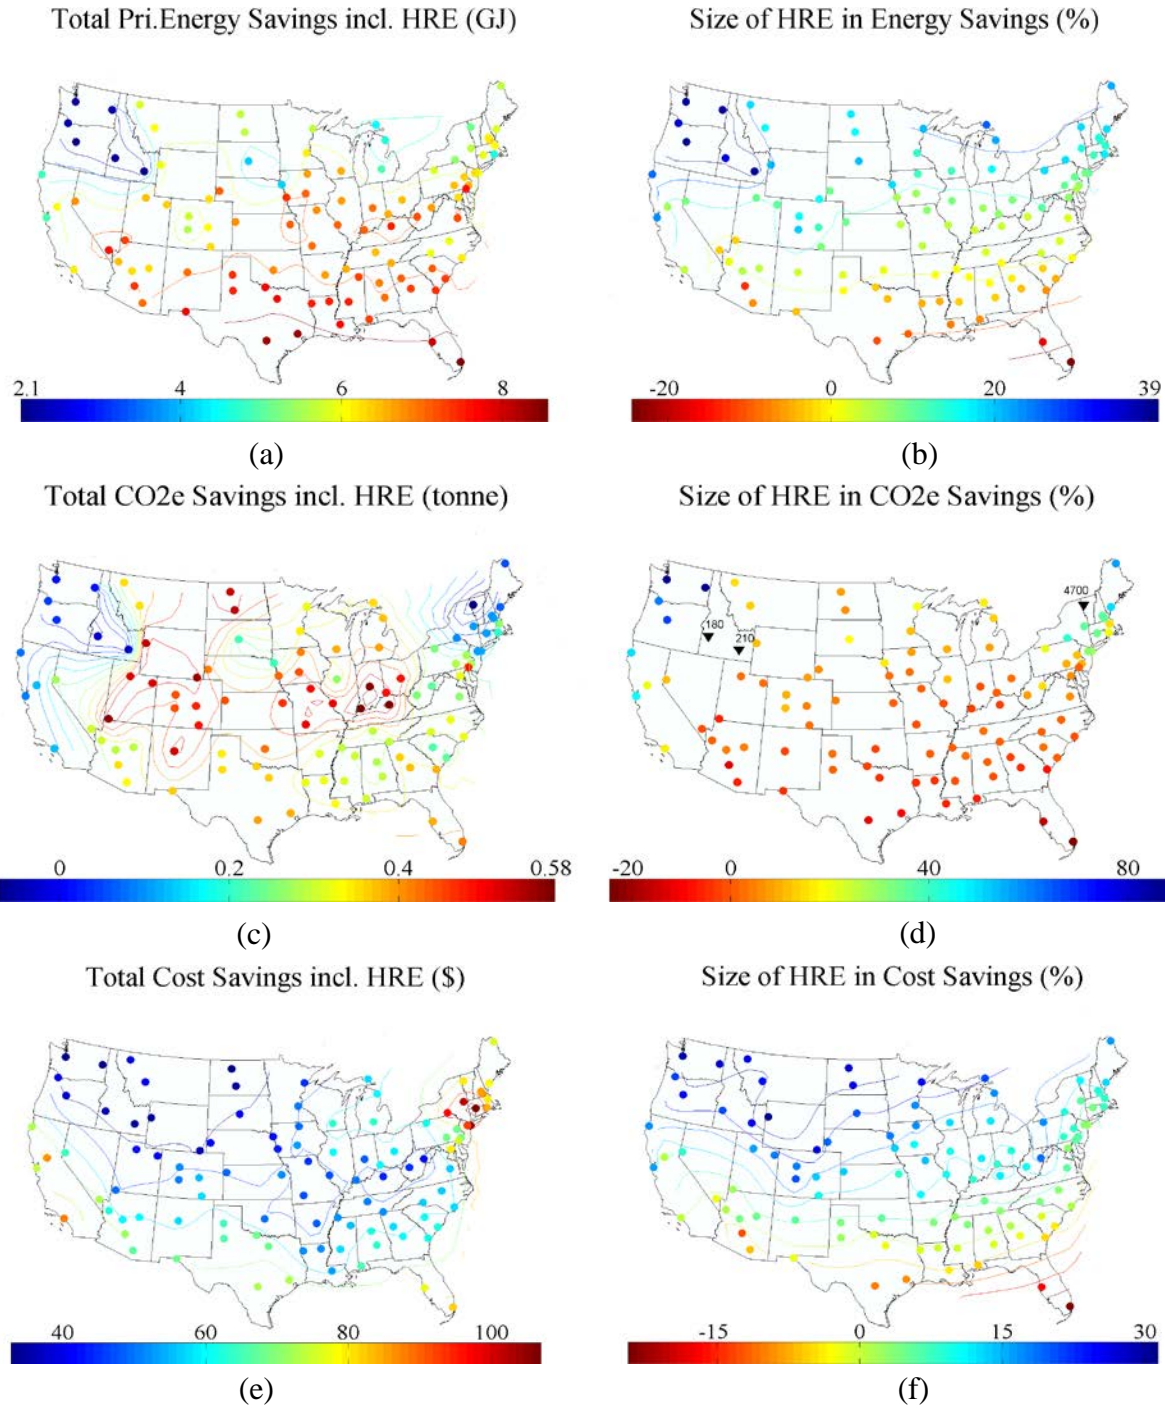 Total Pri.Energy Savings incl. HRE (GJ)
Size of HRE in Energy Savings (%)
2.1 4 6 8
-20 0 20 39
(a)
(b)
Total CO2e Savings incl. HRE (tonne)
Size of HRE in CO2e Savings (%)
4700
180
210
0 0.2 0.4 0.58
-20 0 40 80
(c)
(d)
Total Cost Savings incl. HRE ($)
Size of HRE in Cost Savings (%)
40 60 80 100
-15 0 15 30
(e)
(f)